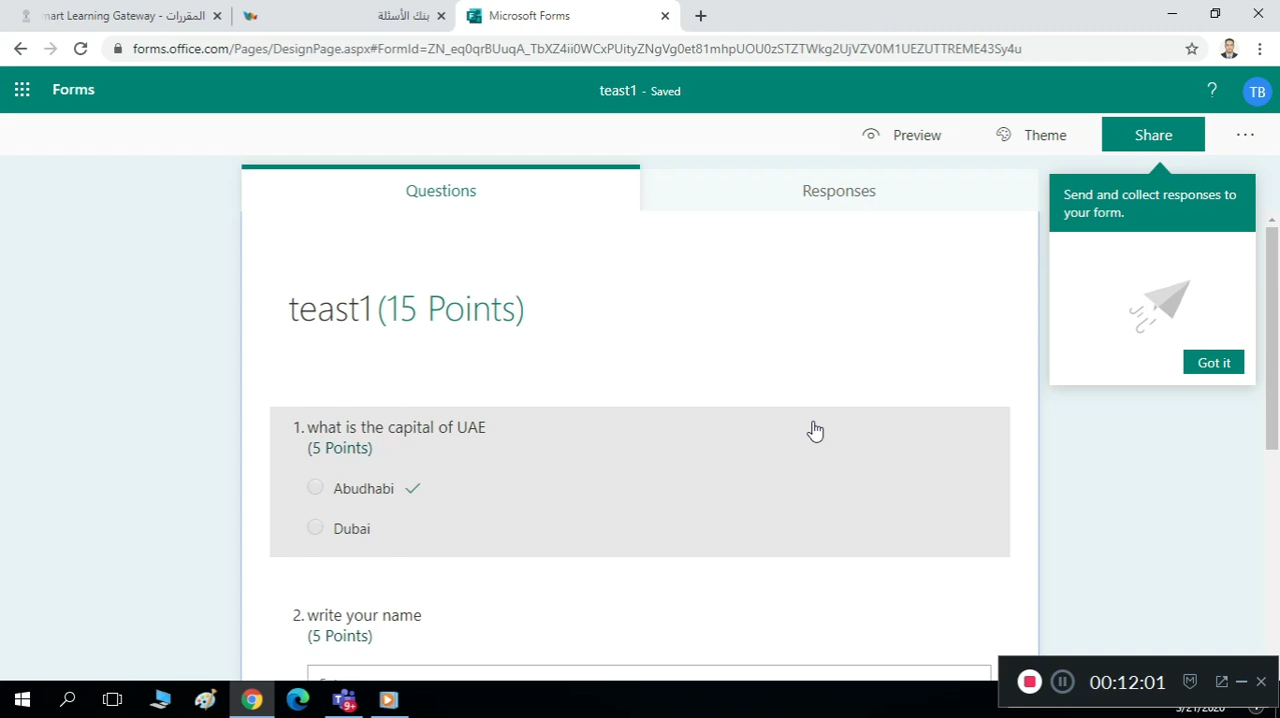 mart Learning Gateway - المقررات
بنك الأسئلة
Microsoft Forms
forms.office.com/Pages/DesignPage.aspx#FormId=ZN_eq0qrBUuqA_TbXZ4ii0WCxPUityZNgVg0et81mhpUOU0zSTZTWkg2UjVZV0M1UEZUTTREME43Sy4u
Forms
teast1 - Saved
?
TB
Preview
Theme
Share
Questions
Responses
Send and collect responses to
your form.
Got it
teast1 (15 Points)
1. what is the capital of UAE
(5 Points)
Abudhabi
Dubai
2. write your name
(5 Points)
9+
00:12:01